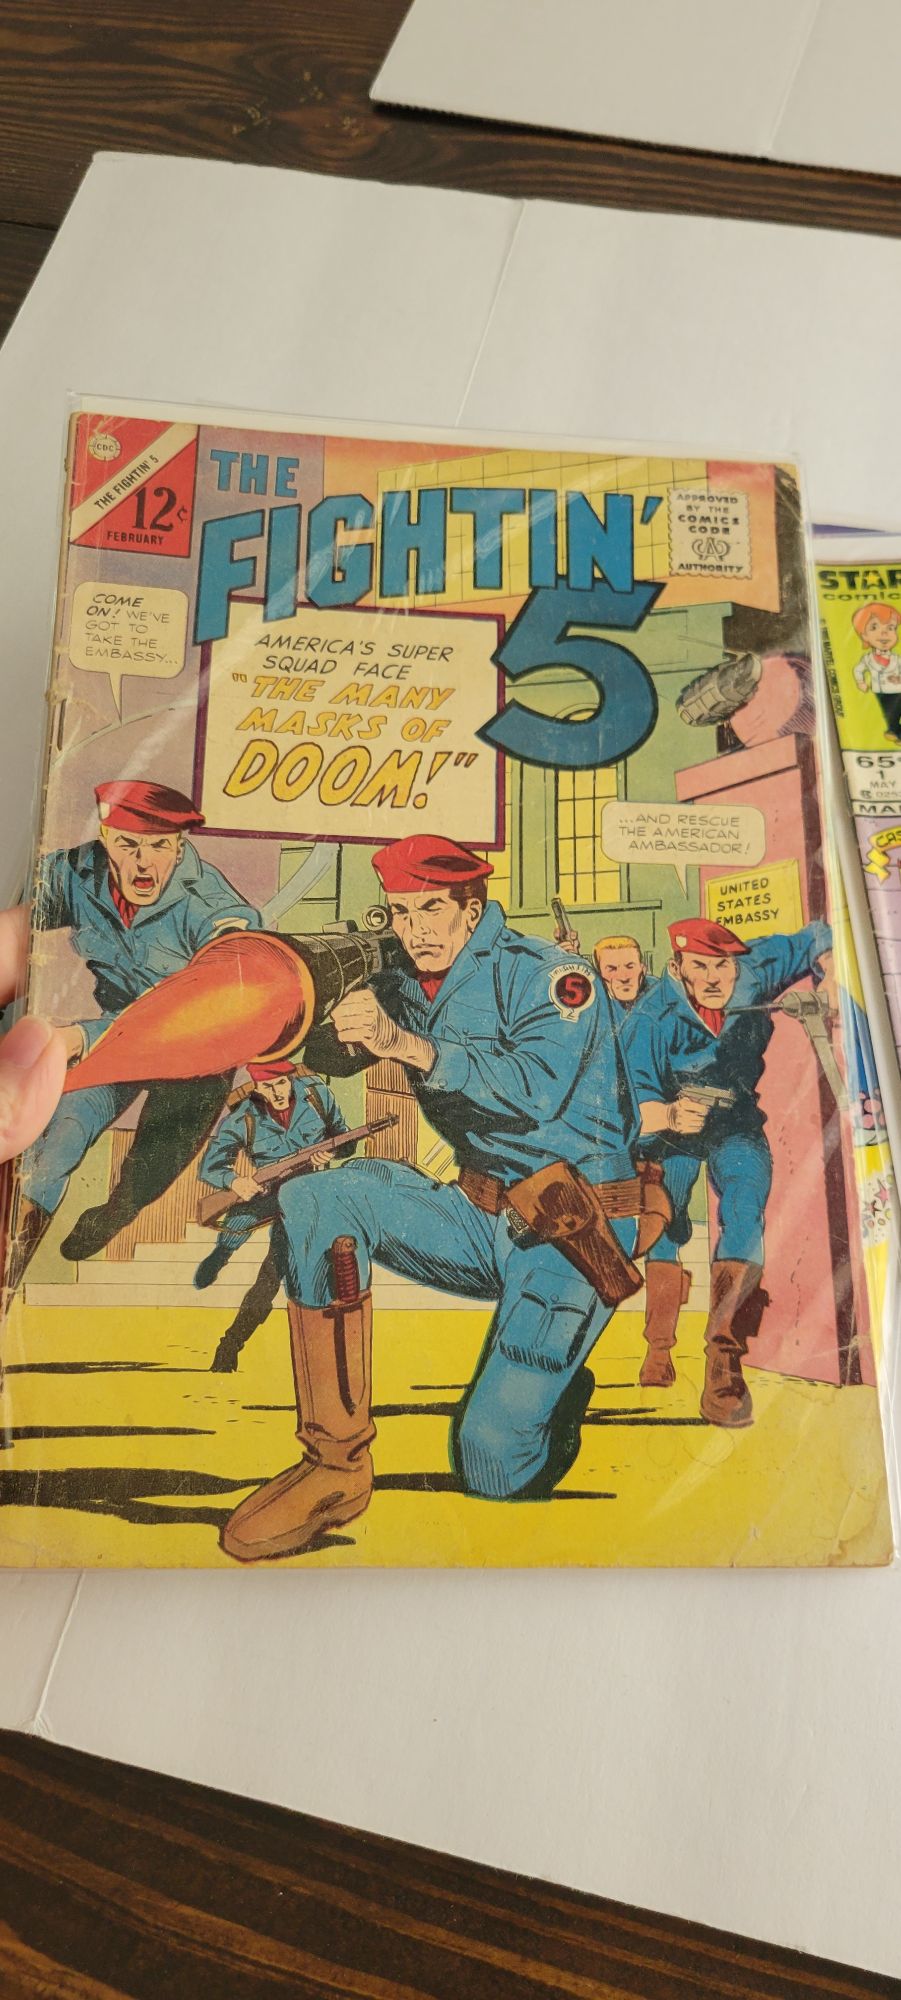 CDC
THE FIGHTIN' 5
12¢
FEBRUARY
THE
FIGHTIN'
5
APPROVED
BY THE
COMICS
CODE
CA
AUTHORITY
COME
ON! WE'VE
GOT TO
TAKE THE
EMBASSY...
AMERICA'S SUPER
SQUAD FACE
"THE MANY
MASKS OF
DOOM!"
...AND RESCUE
THE AMERICAN
AMBASSADOR!
UNITED
STATES
EMBASSY
5
STAR
comic
65¢
1
MAY